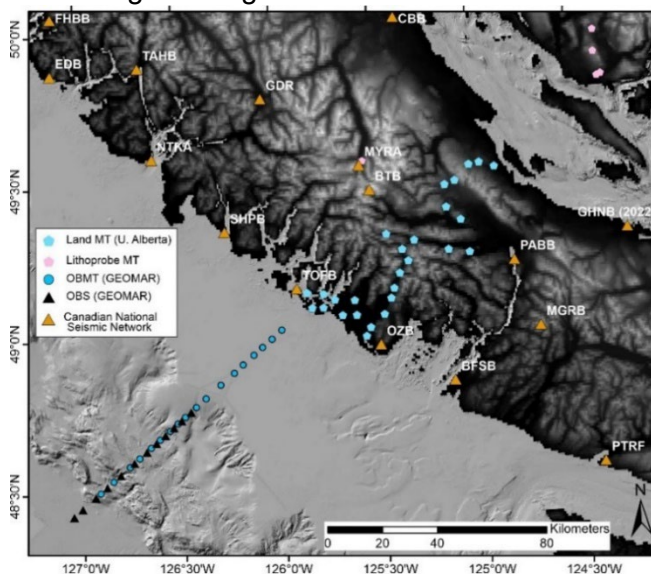 FHBB
CBB
50°0'N
EDB
TAHB
GDR
NTKA
MYRA
BTB
49°30'N
SHPB
GHNB (2022
PABB
Land MT (U. Alberta)
Lithoprobe MT
OBMT (GEOMAR)
OBS (GEOMAR)
Canadian National
Seismic Network
TOFB
MGRB
49°0'N
OZB
BFSB
PTRF
48°30'N
N
Kilometers
0 20 40 80
127°0'W 126°30'W 126°0'W 125°30'W 125°0'W 124°30'W